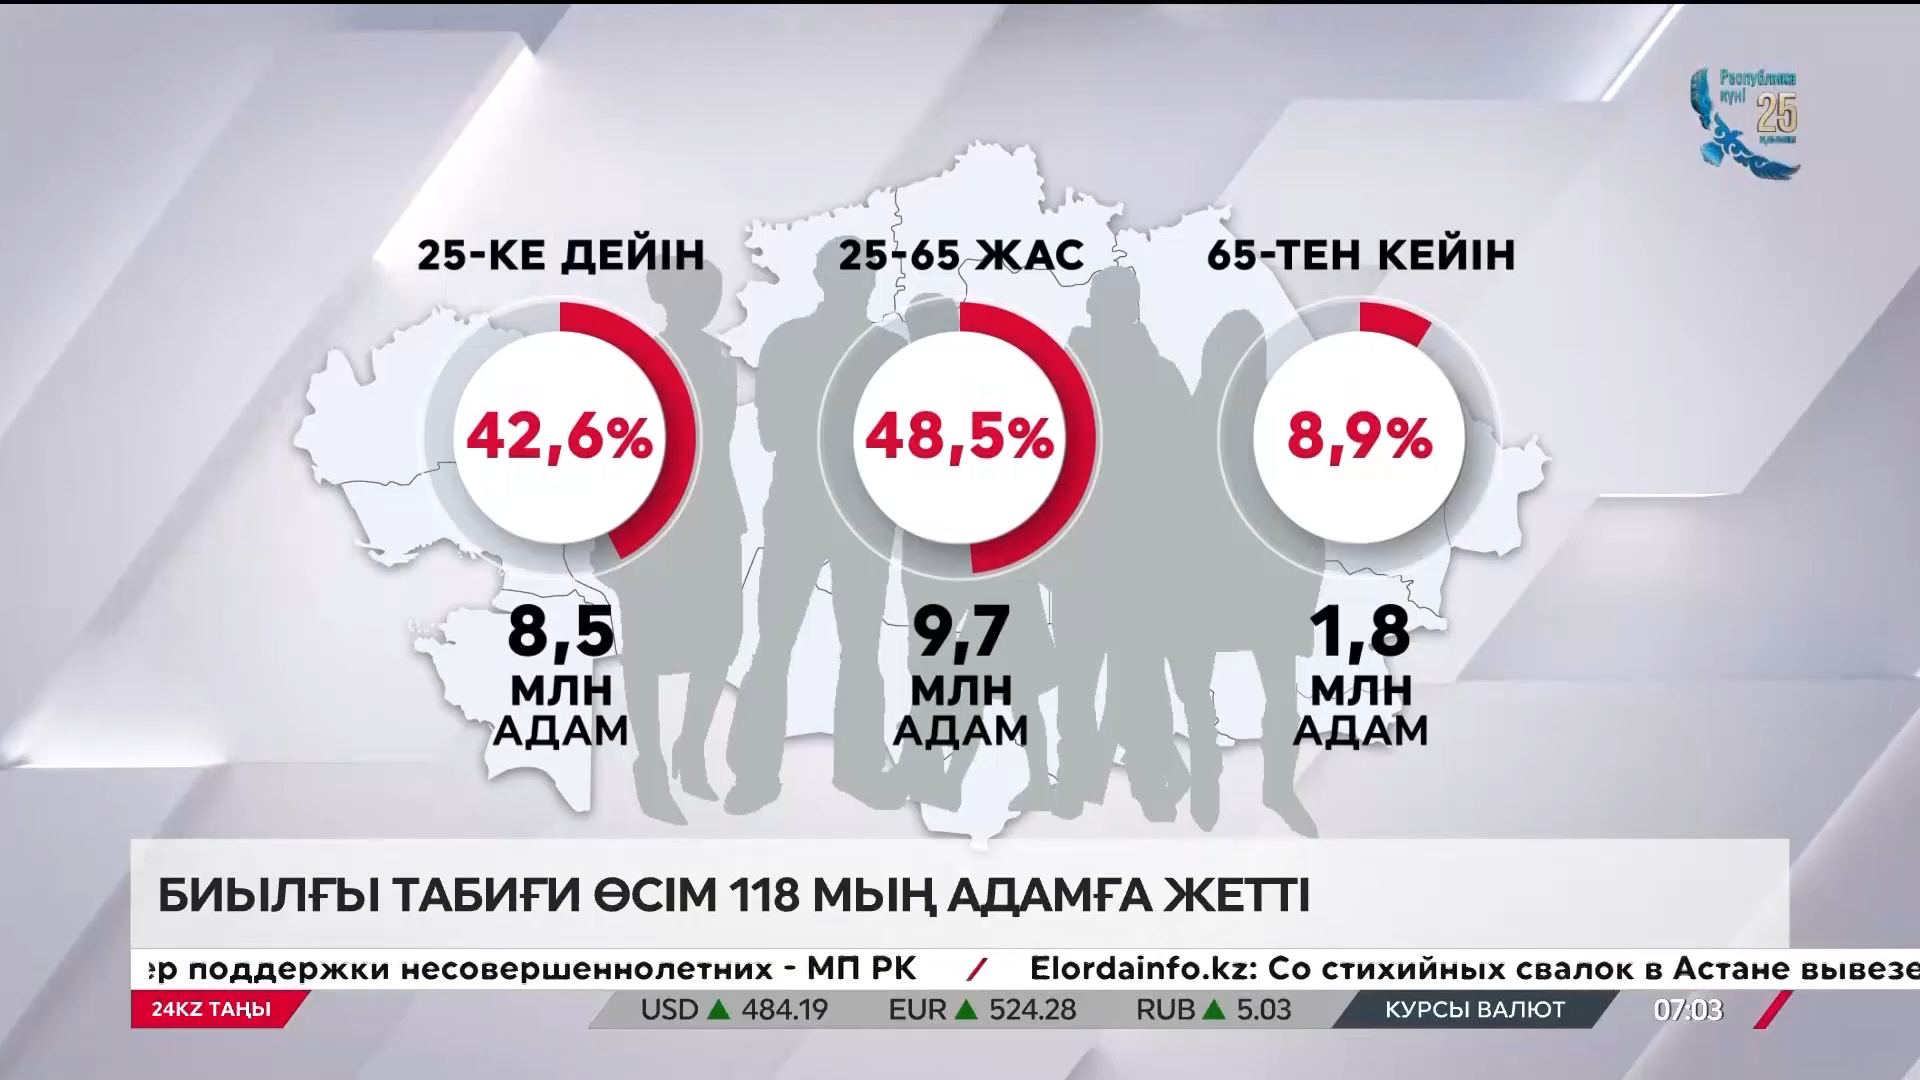 Республика
күні 25
қазан
25-КЕ ДЕЙІН
25-65 ЖАС
65-ТЕН КЕЙІН
42,6%
48,5%
8,9%
8,5
МЛН
АДАМ
9,7
МЛН
АДАМ
1,8
МЛН
АДАМ
БИЫЛҒЫ ТАБИҒИ ӨСІМ 118 МЫҢ АДАМҒА ЖЕТТІ
ер поддержки несовершеннолетних - МП РК / Elordainfo.kz: Со стихийных свалок в Астане вывезе
24KZ ТАҢЫ USD 484.19 EUR 524.28 RUB 5.03 КУРСЫ ВАЛЮТ 07:03